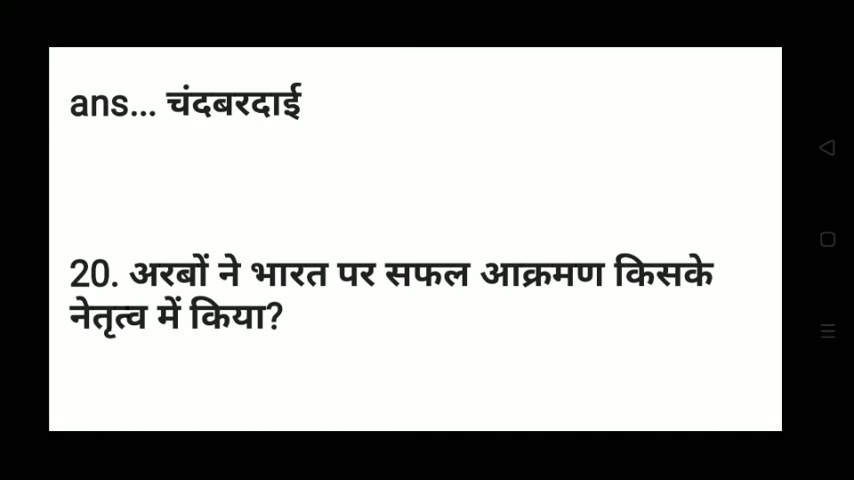 ans... चंदबरदाई
20. अरबों ने भारत पर सफल आक्रमण किसके
नेतृत्व में किया?